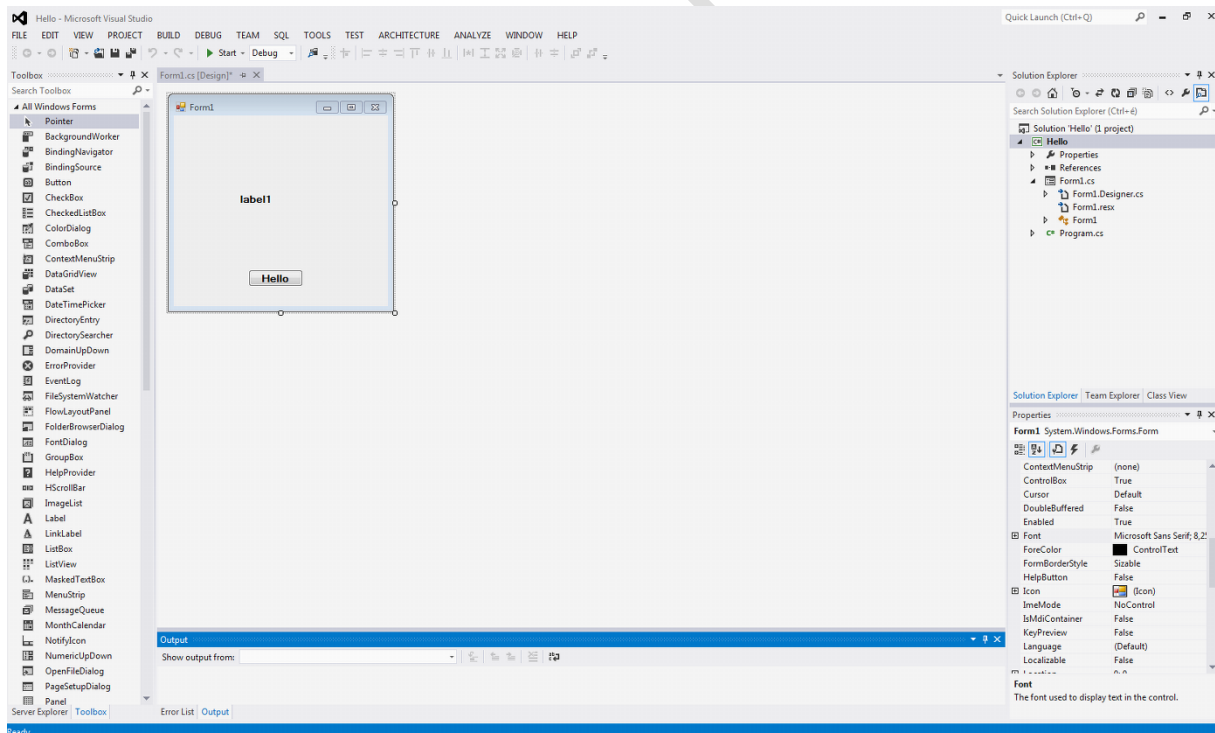 Hello - Microsoft Visual Studio
Quick Launch (Ctrl+Q)
FILE EDIT VIEW PROJECT BUILD DEBUG TEAM SQL TOOLS TEST ARCHITECTURE ANALYZE WINDOW HELP
Start Debug
Toolbox
Search Toolbox
All Windows Forms
Pointer
BackgroundWorker
BindingNavigator
BindingSource
Button
CheckBox
CheckedListBox
ColorDialog
ComboBox
ContextMenuStrip
DataGridView
DataSet
DateTimePicker
DirectoryEntry
DirectorySearcher
DomainUpDown
ErrorProvider
EventLog
FileSystemWatcher
FlowLayoutPanel
FolderBrowserDialog
FontDialog
GroupBox
HelpProvider
HScrollBar
ImageList
Label
LinkLabel
ListBox
ListView
MaskedTextBox
MenuStrip
MessageQueue
MonthCalendar
NotifyIcon
NumericUpDown
OpenFileDialog
PageSetupDialog
Panel
Server Explorer Toolbox
Form1.cs [Design]*
Form1
label1
Hello
Output
Show output from:
Error List Output
Solution Explorer
Search Solution Explorer (Ctrl+é)
Solution 'Hello' (1 project)
C# Hello
Properties
References
Form1.cs
Form1.Designer.cs
Form1.resx
Form1
C# Program.cs
Solution Explorer Team Explorer Class View
Properties
Form1 System.Windows.Forms.Form
ContextMenuStrip (none)
ControlBox True
Cursor Default
DoubleBuffered False
Enabled True
Font Microsoft Sans Serif; 8,25
ForeColor ControlText
FormBorderStyle Sizable
HelpButton False
Icon (Icon)
ImeMode NoControl
IsMdiContainer False
KeyPreview False
Language (Default)
Localizable False
Font
The font used to display text in the control.
Ready